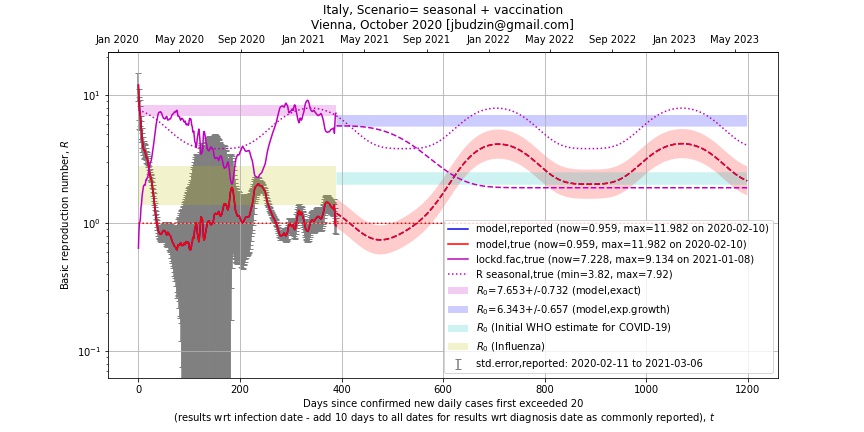 Italy, Scenario= seasonal + vaccination
Vienna, October 2020 [jbudzin@gmail.com]
Jan 2020 May 2020 Sep 2020 Jan 2021 May 2021 Sep 2021 Jan 2022 May 2022 Sep 2022 Jan 2023 May 2023
Basic reproduction number, R
10¹
10⁰
10⁻¹
model,reported (now=0.959, max=11.982 on 2020-02-10)
model,true (now=0.959, max=11.982 on 2020-02-10)
lockd.fac,true (now=7.228, max=9.134 on 2021-01-08)
R seasonal,true (min=3.82, max=7.92)
R₀=7.653+/-0.732 (model,exact)
R₀=6.343+/-0.657 (model,exp.growth)
R₀ (Initial WHO estimate for COVID-19)
R₀ (Influenza)
std.error,reported: 2020-02-11 to 2021-03-06
0 200 400 600 800 1000 1200
Days since confirmed new daily cases first exceeded 20
(results wrt infection date - add 10 days to all dates for results wrt diagnosis date as commonly reported), t